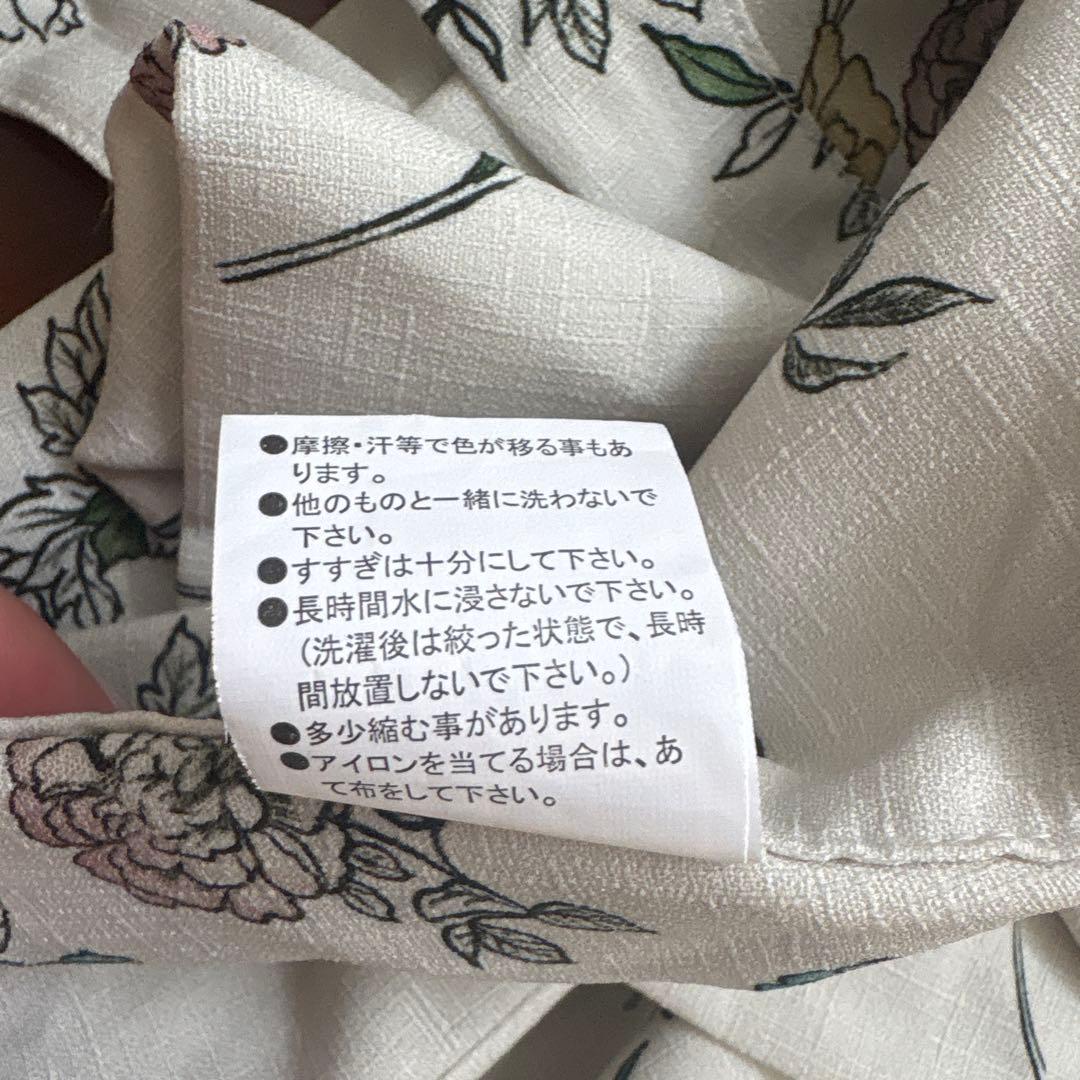 ●摩擦・汗等で色が移る事もあ
ります。
●他のものと一緒に洗わないで
下さい。
●すすぎは十分にして下さい。
●長時間水に浸さないで下さい。
(洗濯後は絞った状態で、長時
間放置しないで下さい。)
●多少縮む事があります。
●アイロンを当てる場合は、あ
て布をして下さい。